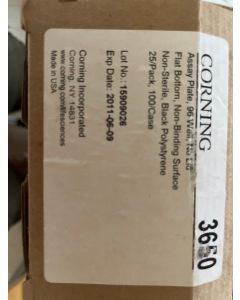 CORNING
3650
Assay Plate, 96 Well, No Lid
Flat Bottom, Non-Binding Surface
Non-Sterile, Black Polystyrene
25/Pack, 100/Case
Lot No.: 15909026
Exp Date: 2011-06-09
Corning Incorporated
Corning, NY 14831
www.corning.com/lifesciences
Made in USA